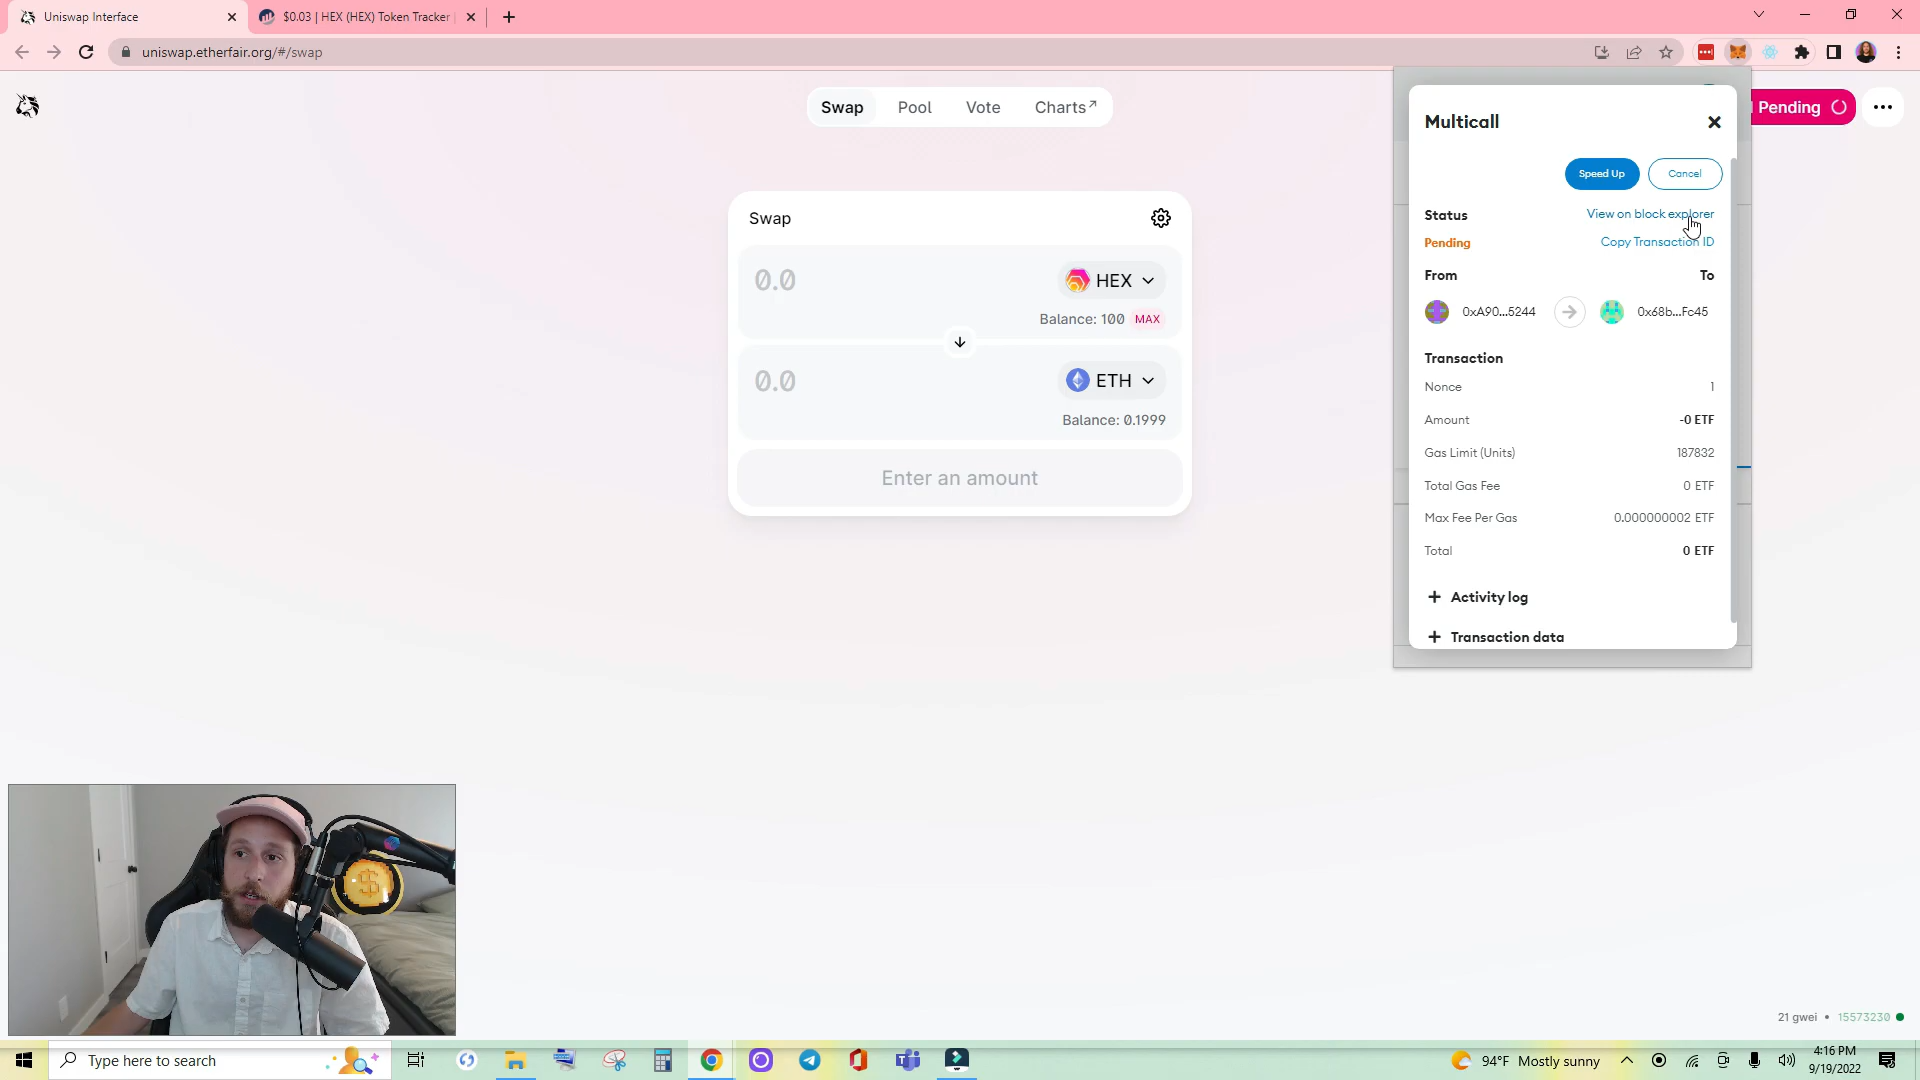 Uniswap Interface
$0.03 | HEX (HEX) Token Tracker
uniswap.etherfair.org/#/swap
Swap
Pool
Vote
Charts↗
Pending
Multicall
Speed Up
Cancel
Status
View on block explorer
Pending
Copy Transaction ID
From
To
0xA90...5244
0x68b...Fc45
Transaction
Nonce
1
Amount
-0 ETF
Gas Limit (Units)
187832
Total Gas Fee
0 ETF
Max Fee Per Gas
0.000000002 ETF
Total
0 ETF
+ Activity log
+ Transaction data
Swap
0.0
HEX
Balance: 100 MAX
0.0
ETH
Balance: 0.1999
Enter an amount
21 gwei • 15573230
Type here to search
94°F Mostly sunny
4:16 PM
9/19/2022